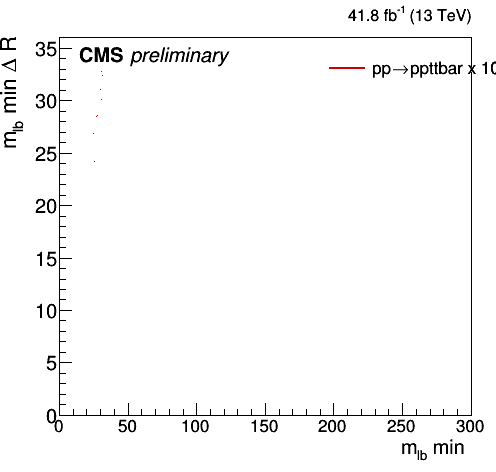 41.8 fb⁻¹ (13 TeV)
CMS preliminary
pp→ppttbar x 10
m_lb min Δ R
35
30
25
20
15
10
5
0
0 50 100 150 200 250 300
m_lb min